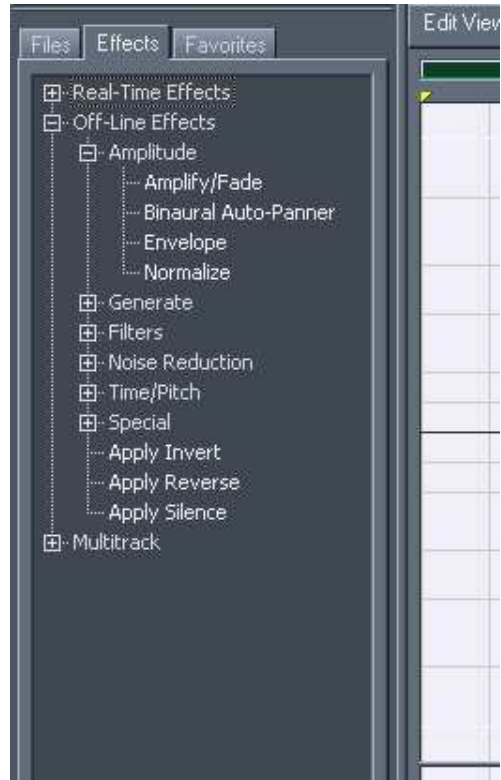 Files Effects Favorites
Edit View
Real-Time Effects
Off-Line Effects
Amplitude
Amplify/Fade
Binaural Auto-Panner
Envelope
Normalize
Generate
Filters
Noise Reduction
Time/Pitch
Special
Apply Invert
Apply Reverse
Apply Silence
Multitrack